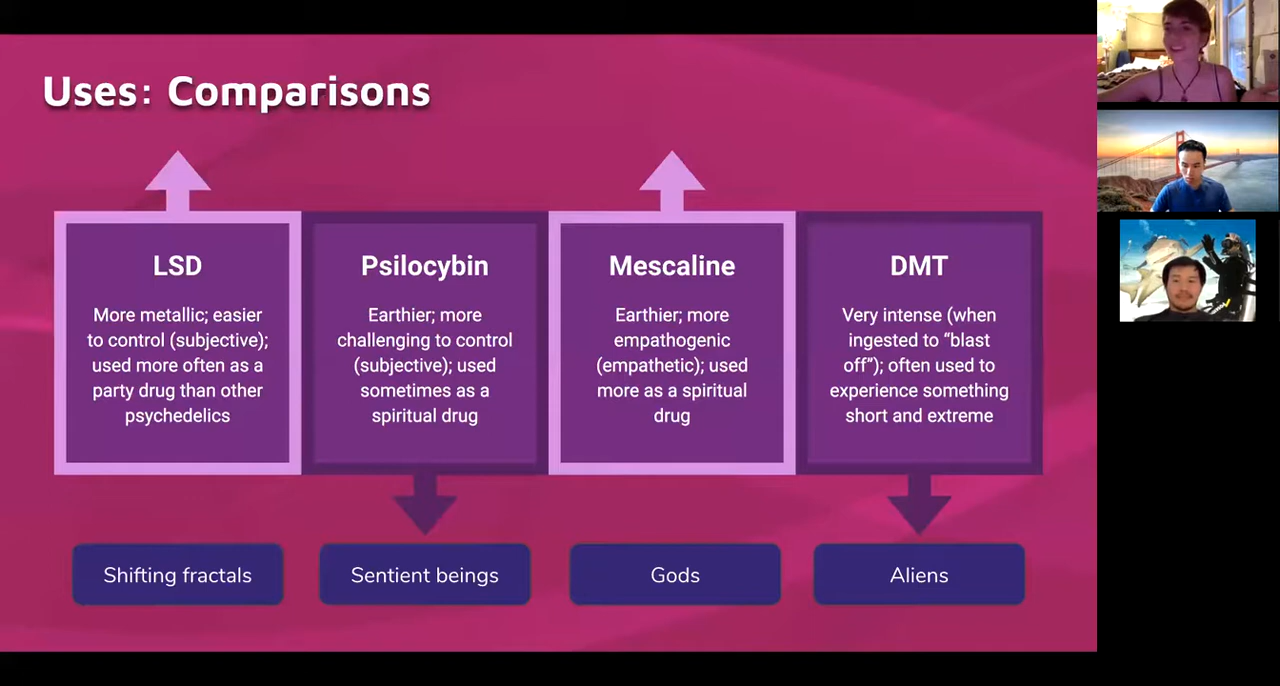 Uses: Comparisons
LSD
More metallic; easier
to control (subjective);
used more often as a
party drug than other
psychedelics
Psilocybin
Earthier; more
challenging to control
(subjective); used
sometimes as a
spiritual drug
Mescaline
Earthier; more
empathogenic
(empathetic); used
more as a spiritual
drug
DMT
Very intense (when
ingested to “blast
off”); often used to
experience something
short and extreme
Shifting fractals
Sentient beings
Gods
Aliens